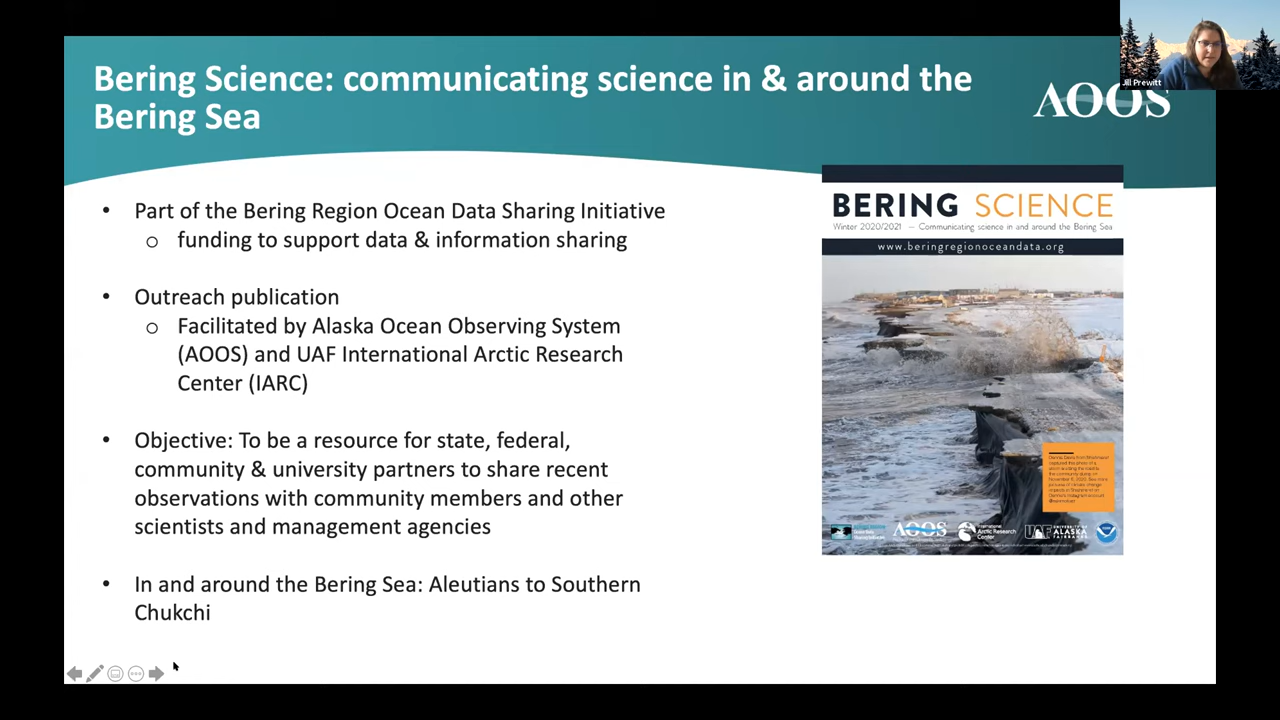 Bering Science: communicating science in & around the
Bering Sea
AOOS
Jill Prewitt
• Part of the Bering Region Ocean Data Sharing Initiative
o funding to support data & information sharing
• Outreach publication
o Facilitated by Alaska Ocean Observing System
(AOOS) and UAF International Arctic Research
Center (IARC)
• Objective: To be a resource for state, federal,
community & university partners to share recent
observations with community members and other
scientists and management agencies
• In and around the Bering Sea: Aleutians to Southern
Chukchi
BERING SCIENCE
Winter 2020/2021 — Communicating science in and around the Bering Sea
www.beringregionoceandata.org
AOOS
International
Arctic Research
Center
UAF
UNIVERSITY OF
ALASKA
FAIRBANKS